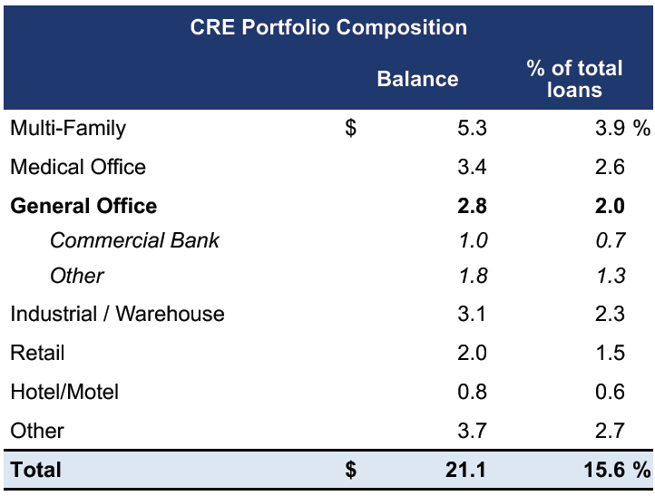 CRE Portfolio Composition
Balance % of total loans
Multi-Family $ 5.3 3.9 %
Medical Office 3.4 2.6
General Office 2.8 2.0
Commercial Bank 1.0 0.7
Other 1.8 1.3
Industrial / Warehouse 3.1 2.3
Retail 2.0 1.5
Hotel/Motel 0.8 0.6
Other 3.7 2.7
Total $ 21.1 15.6 %